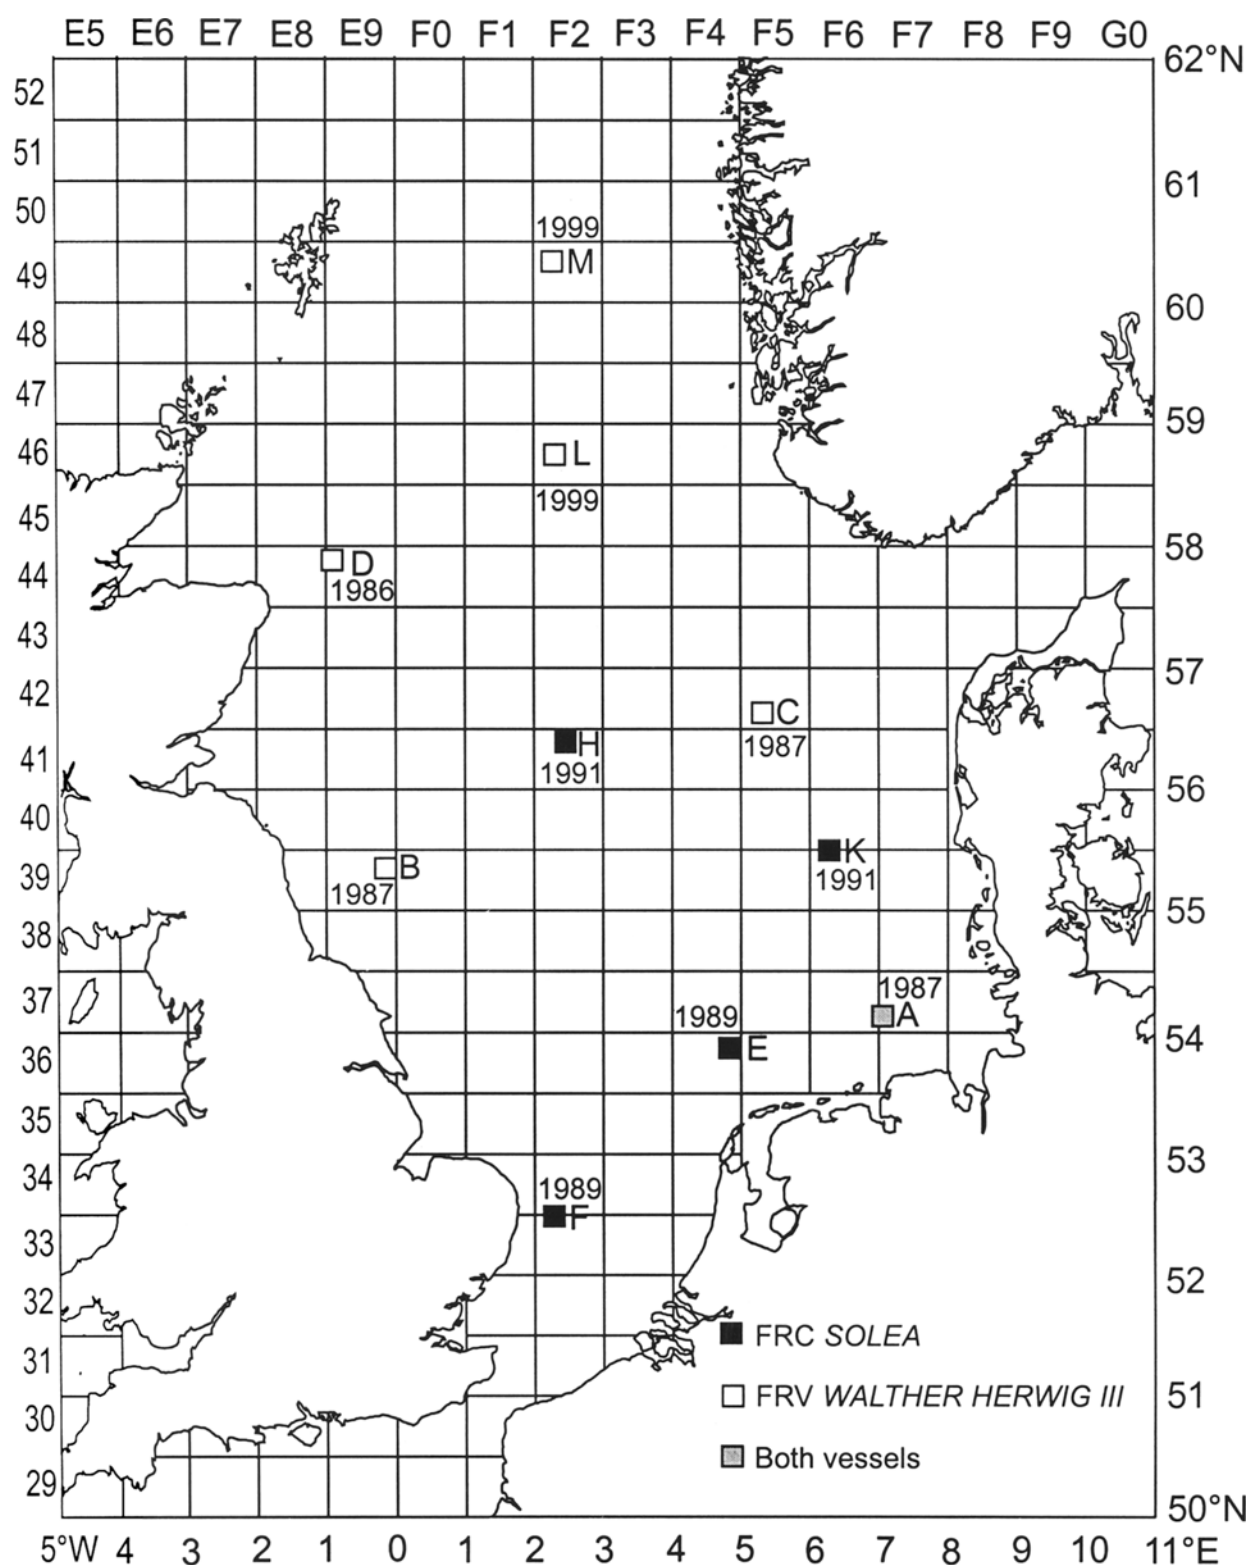 E5 E6 E7 E8 E9 F0 F1 F2 F3 F4 F5 F6 F7 F8 F9 G0
62°N
52
51
61
50
1999
M
49
60
48
47
59
46
L
1999
45
58
D
44
1986
43
57
42
C
H
1987
41
1991
56
40
K
B
39
1991
1987
55
38
1987
37
1989
A
54
E
36
35
53
34
1989
F
33
52
32
FRC SOLEA
31
FRV WALTHER HERWIG III
51
30
Both vessels
29
50°N
5°W 4 3 2 1 0 1 2 3 4 5 6 7 8 9 10 11°E